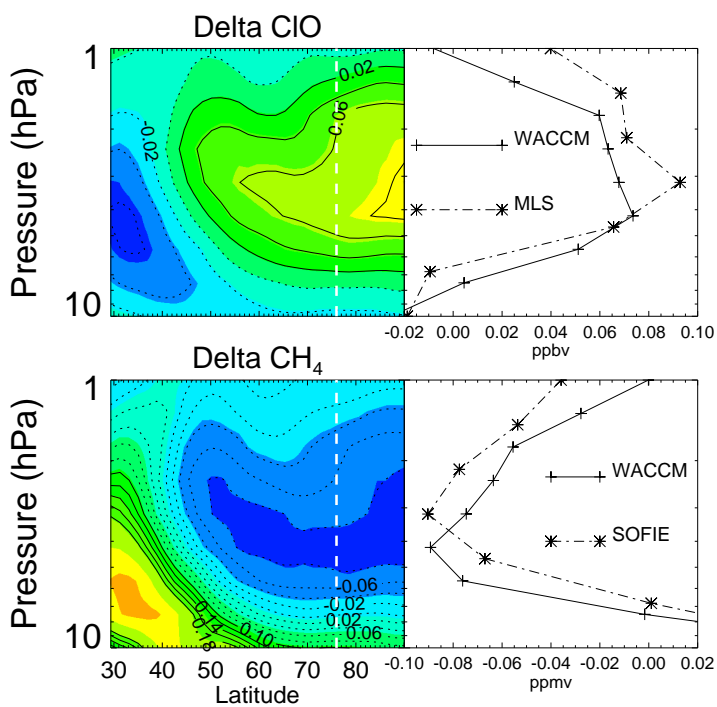 Delta ClO
1
10
Pressure (hPa)
-0.02
0.02
0.06
WACCM
MLS
-0.02 0.00 0.02 0.04 0.06 0.08 0.10
ppbv
Delta CH4
1
10
Pressure (hPa)
-0.06
-0.02
0.02
0.06
0.10
0.14
0.18
WACCM
SOFIE
30 40 50 60 70 80
Latitude
-0.10 -0.08 -0.06 -0.04 -0.02 0.00 0.02
ppmv